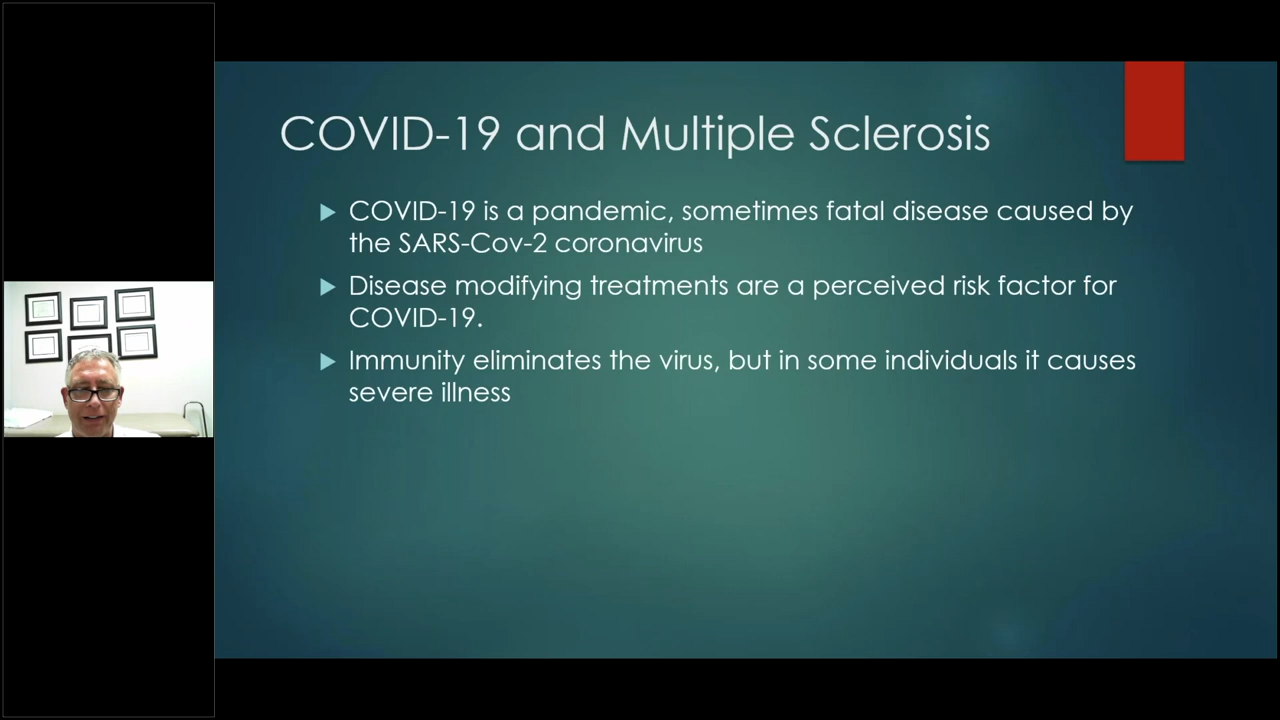 COVID-19 and Multiple Sclerosis
COVID-19 is a pandemic, sometimes fatal disease caused by
the SARS-Cov-2 coronavirus
Disease modifying treatments are a perceived risk factor for
COVID-19.
Immunity eliminates the virus, but in some individuals it causes
severe illness